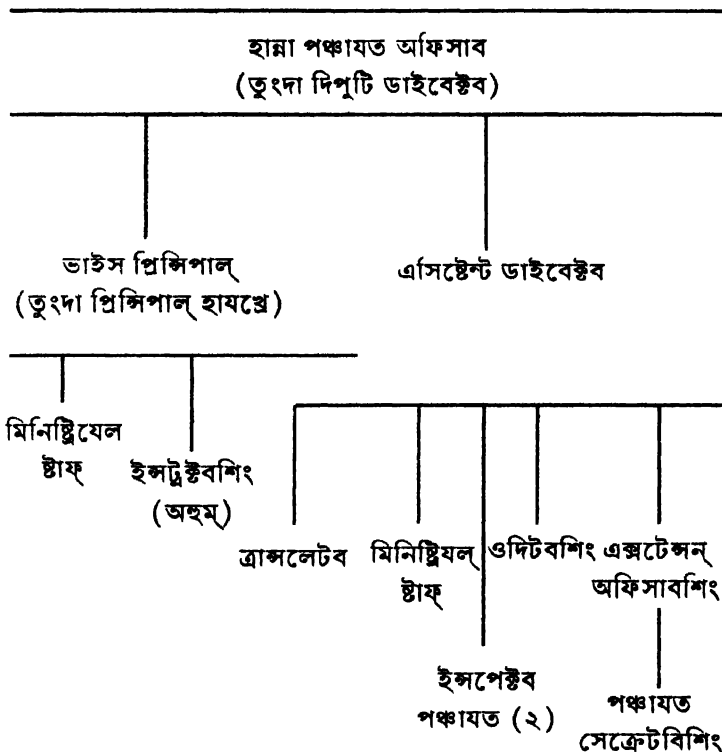 হান্না পঞ্চাযত অফিসাব
(তুংদা দিপুটি ডাইবেক্টব)
ভাইস প্রিন্সিপাল্
(তুংদা প্রিন্সিপাল্ হাযখ্রে)
এসিষ্টেন্ট ডাইবেক্টব
মিনিষ্ট্রিযেল
ষ্টাফ্
ইন্সট্রক্টবশিং
(অহুম্)
ত্রান্সলেটব
মিনিষ্ট্রিযল্
ষ্টাফ্
ওদিটবশিং
এক্সটেন্সন্
অফিসাবশিং
ইন্সপেক্টব
পঞ্চাযত (২)
পঞ্চাযত
সেক্রেটবিশিং